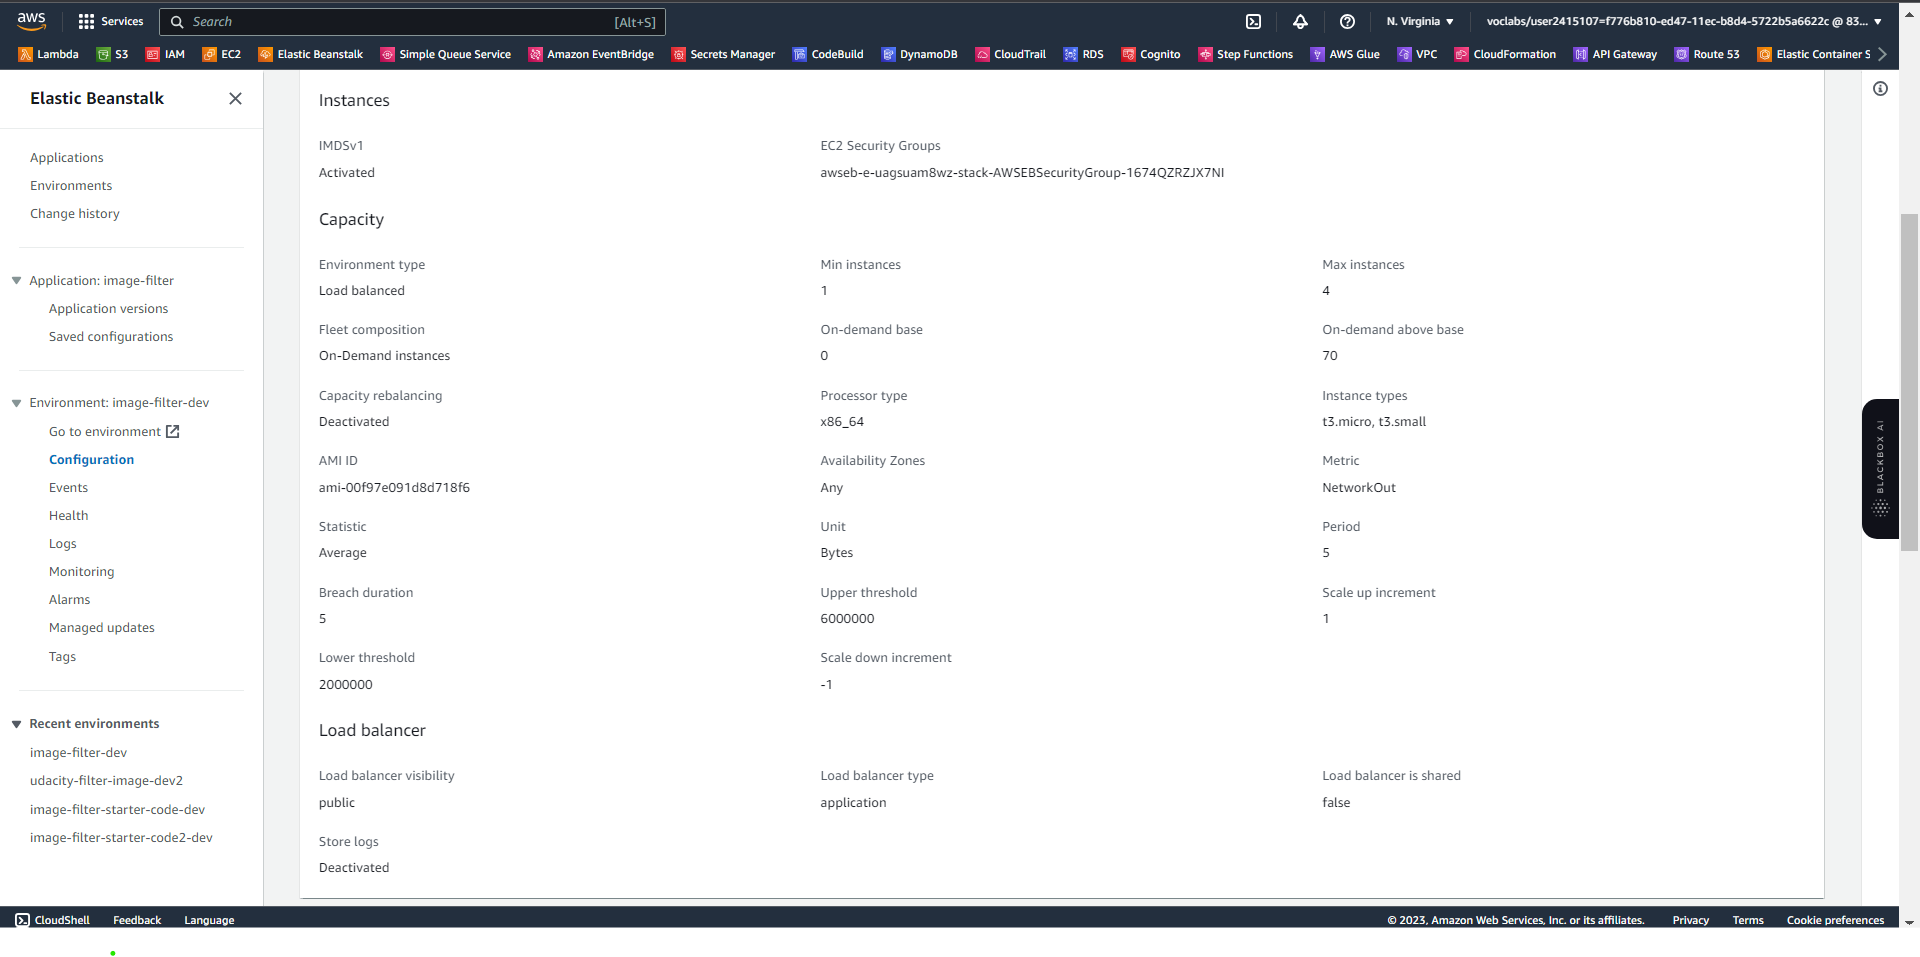 aws Services Search [Alt+S] N. Virginia voclabs/user2415107=f776b810-ed47-11ec-b8d4-5722b5a6622c @ 83...
Lambda S3 IAM EC2 Elastic Beanstalk Simple Queue Service Amazon EventBridge Secrets Manager CodeBuild DynamoDB CloudTrail RDS Cognito Step Functions AWS Glue VPC CloudFormation API Gateway Route 53 Elastic Container S
Elastic Beanstalk
Applications
Environments
Change history
Application: image-filter
Application versions
Saved configurations
Environment: image-filter-dev
Go to environment
Configuration
Events
Health
Logs
Monitoring
Alarms
Managed updates
Tags
Recent environments
image-filter-dev
udacity-filter-image-dev2
image-filter-starter-code-dev
image-filter-starter-code2-dev
Instances
IMDSv1 EC2 Security Groups
Activated awseb-e-uagsuam8wz-stack-AWSEBSecurityGroup-1674QZRZJX7NI
Capacity
Environment type Min instances Max instances
Load balanced 1 4
Fleet composition On-demand base On-demand above base
On-Demand instances 0 70
Capacity rebalancing Processor type Instance types
Deactivated x86_64 t3.micro, t3.small
AMI ID Availability Zones Metric
ami-00f97e091d8d718f6 Any NetworkOut
Statistic Unit Period
Average Bytes 5
Breach duration Upper threshold Scale up increment
5 6000000 1
Lower threshold Scale down increment
2000000 -1
Load balancer
Load balancer visibility Load balancer type Load balancer is shared
public application false
Store logs
Deactivated
BLACKBOX AI
CloudShell Feedback Language © 2023, Amazon Web Services, Inc. or its affiliates. Privacy Terms Cookie preferences